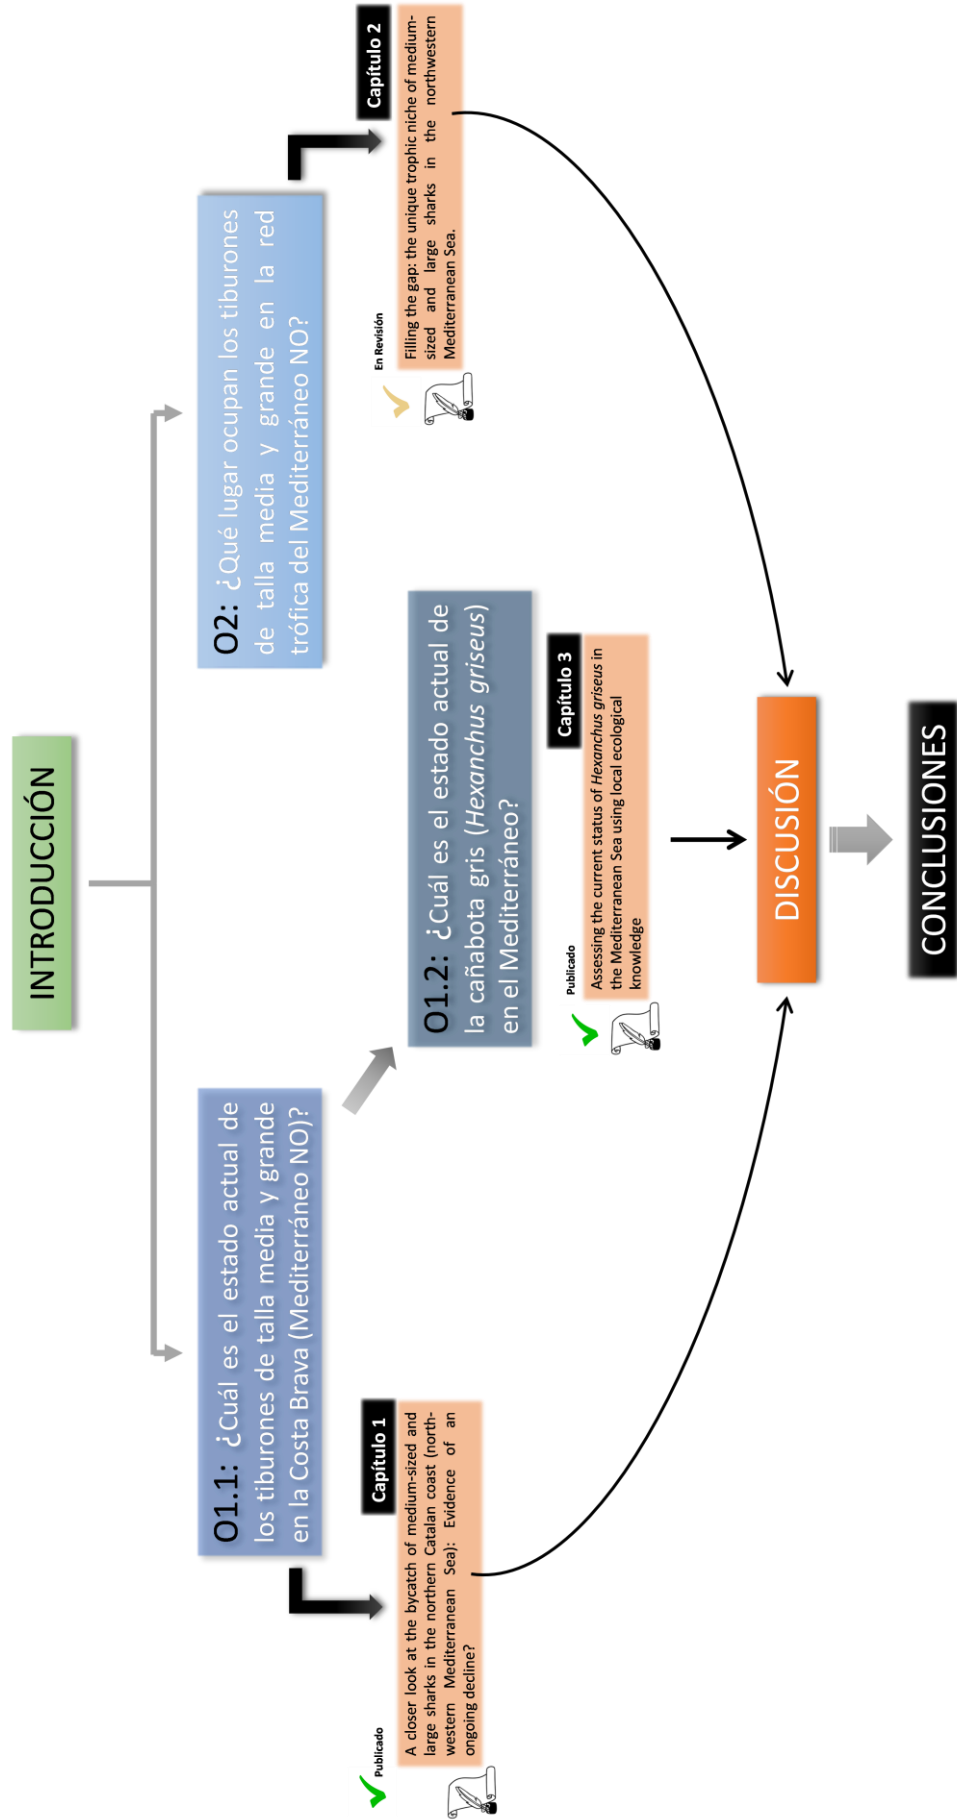 INTRODUCCIÓN
O1.1: ¿Cuál es el estado actual de
los tiburones de talla media y grande
en la Costa Brava (Mediterráneo NO)?
O2: ¿Qué lugar ocupan los tiburones
de talla media y grande en la red
trófica del Mediterráneo NO?
Publicado
Capítulo 1
A closer look at the bycatch of medium-sized and
large sharks in the northern Catalan coast (north-
western Mediterranean Sea): Evidence of an
ongoing decline?
O1.2: ¿Cuál es el estado actual de
la cañabota gris (Hexanchus griseus)
en el Mediterráneo?
Publicado
Capítulo 3
Assessing the current status of Hexanchus griseus in
the Mediterranean Sea using local ecological
knowledge
En Revisión
Capítulo 2
Filling the gap: the unique trophic niche of medium-
sized and large sharks in the northwestern
Mediterranean Sea.
DISCUSIÓN
CONCLUSIONES